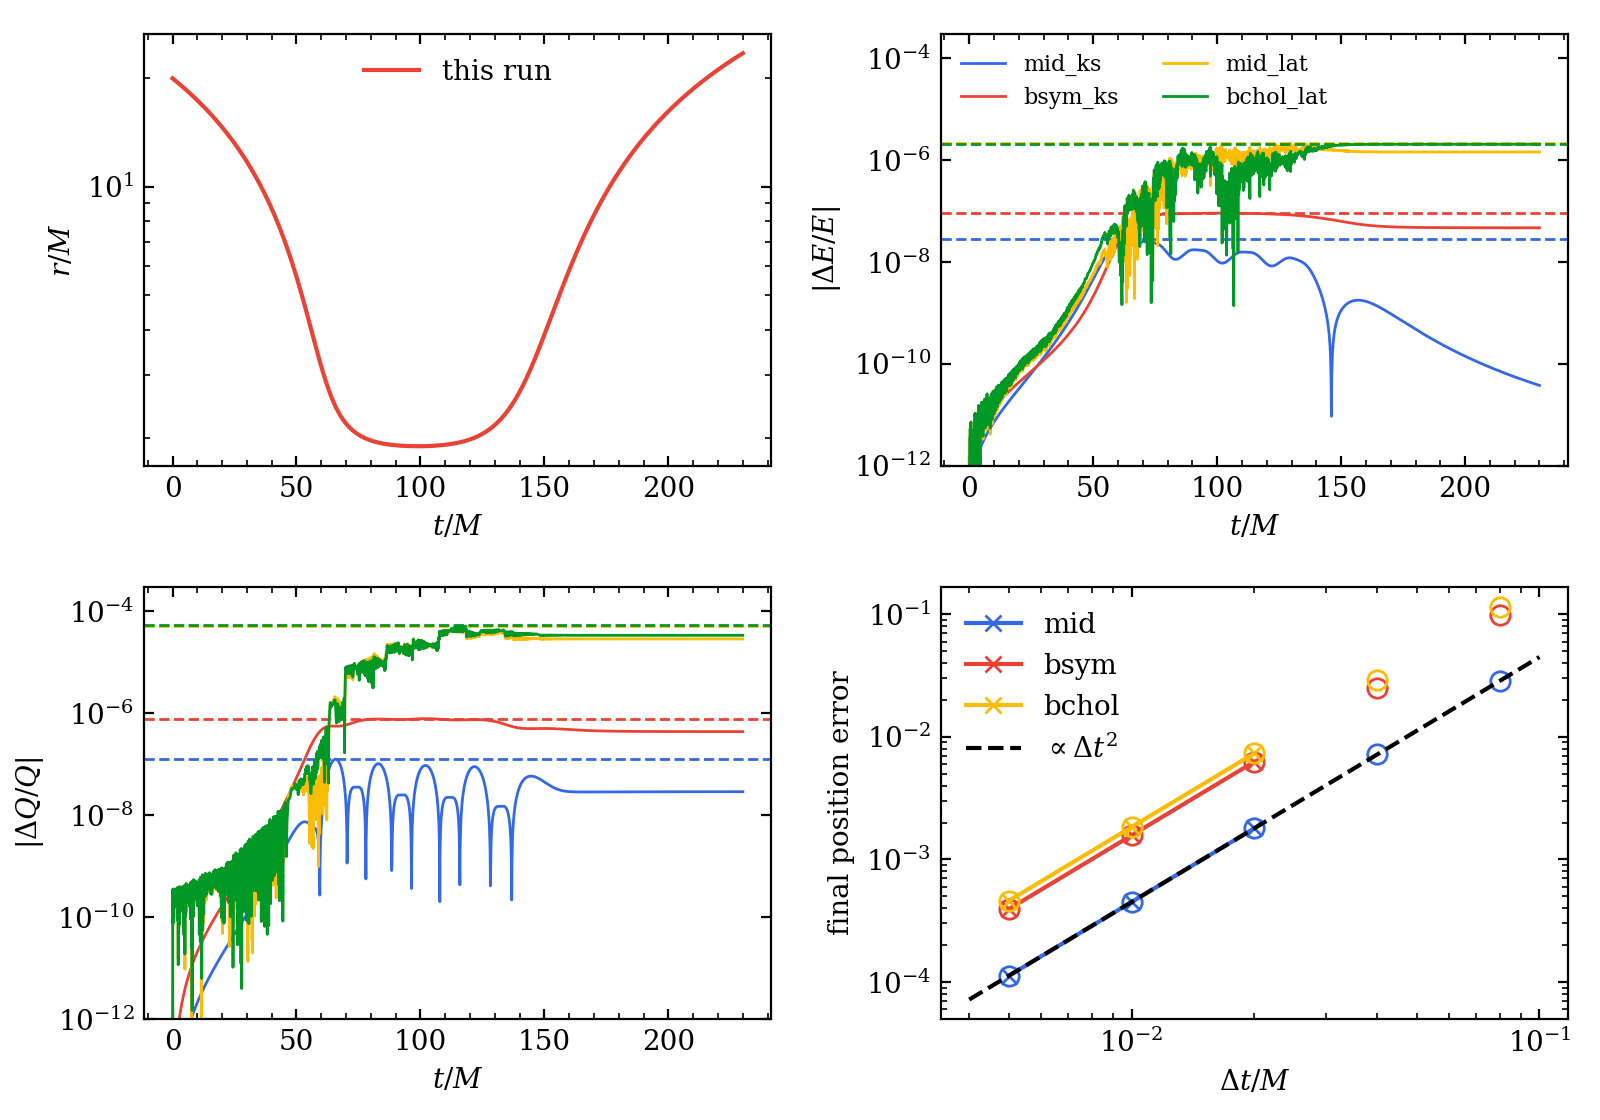 this run
10¹
r/M
0 50 100 150 200
t/M
mid_ks mid_lat
bsym_ks bchol_lat
10⁻⁴
10⁻⁶
10⁻⁸
10⁻¹⁰
10⁻¹²
|ΔE/E|
0 50 100 150 200
t/M
10⁻⁴
10⁻⁶
10⁻⁸
10⁻¹⁰
10⁻¹²
|ΔQ/Q|
0 50 100 150 200
t/M
mid
bsym
bchol
∝Δt²
10⁻¹
10⁻²
10⁻³
10⁻⁴
final position error
10⁻² 10⁻¹
Δt/M